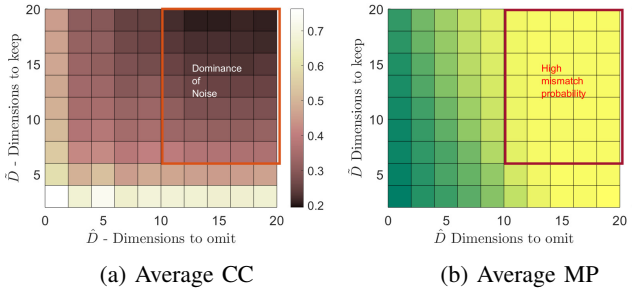 20
15
10
5
D̃ - Dimensions to keep
Dominance
of
Noise
0 5 10 15 20
D̂ - Dimensions to omit
0.7
0.6
0.5
0.4
0.3
0.2
(a) Average CC
20
15
10
5
D̃ Dimensions to keep
High
mismatch
probability
0 5 10 15 20
D̂ Dimensions to omit
(b) Average MP